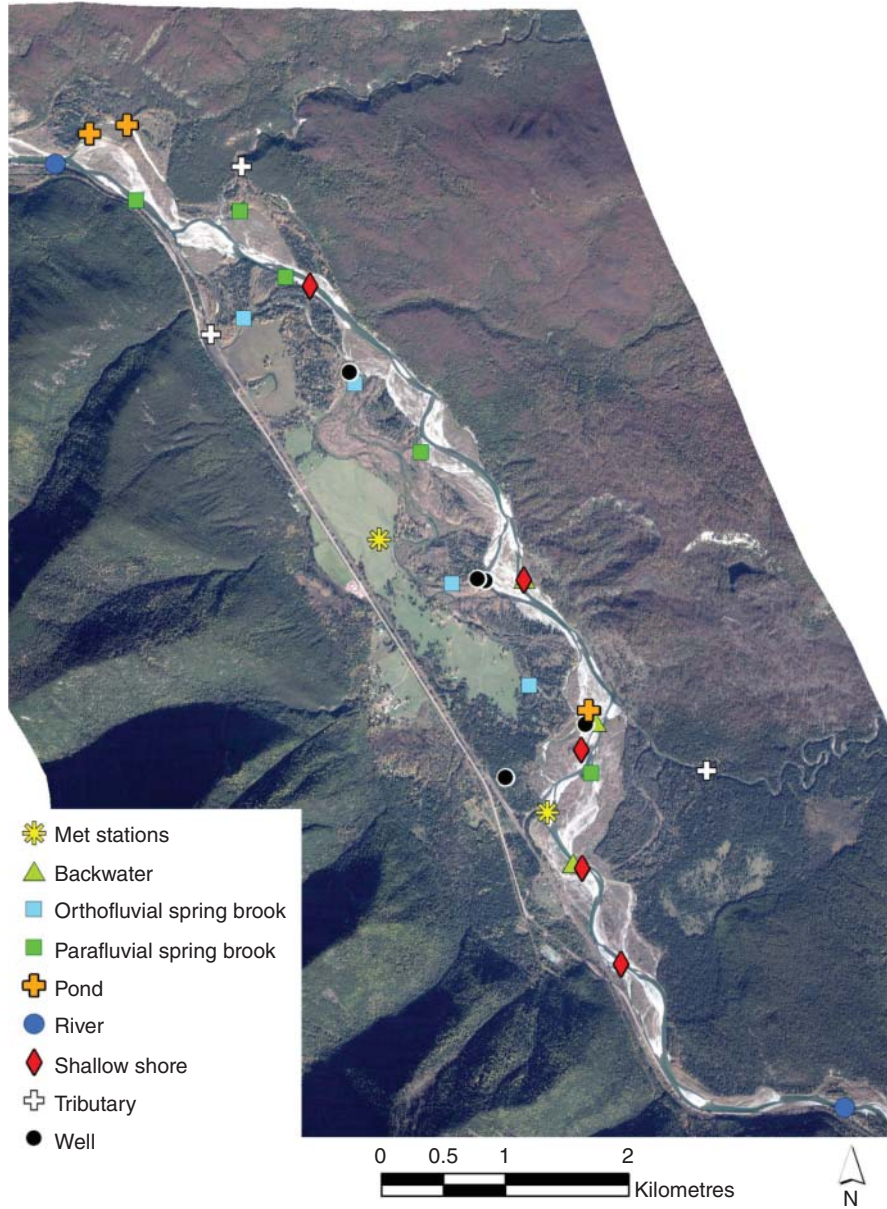 Met stations
Backwater
Orthofluvial spring brook
Parafluvial spring brook
Pond
River
Shallow shore
Tributary
Well
0 0.5 1 2
Kilometres
N